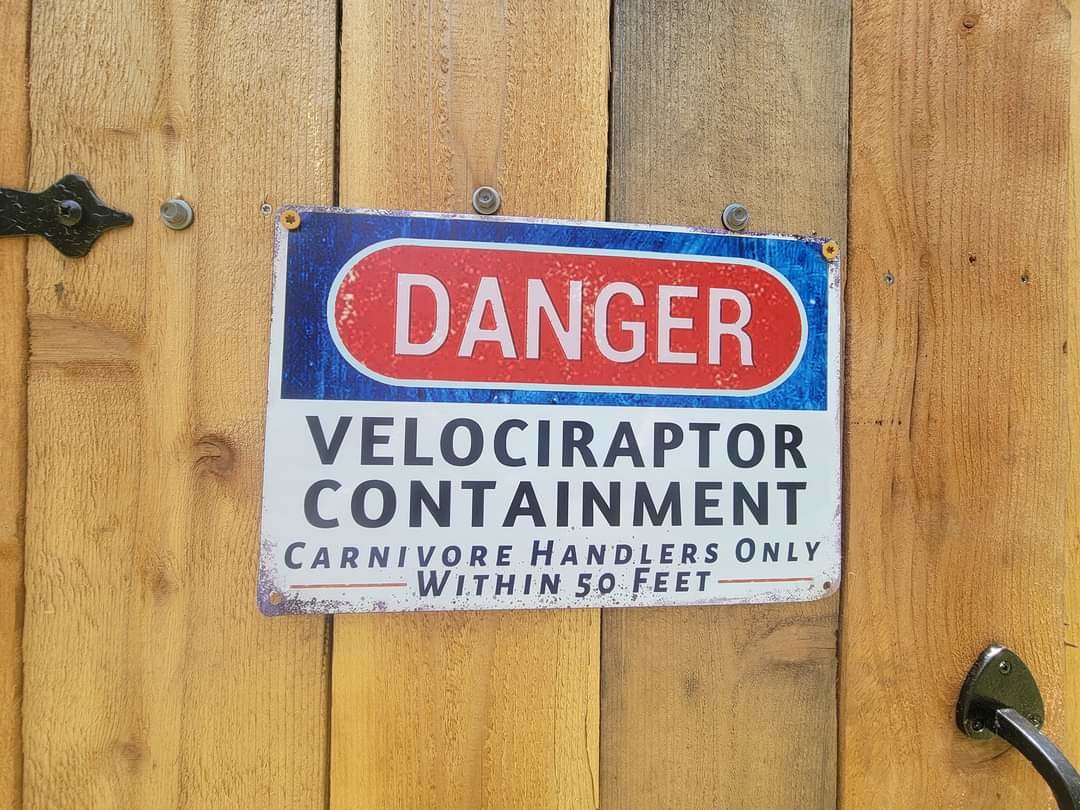 DANGER
VELOCIRAPTOR
CONTAINMENT
CARNIVORE HANDLERS ONLY
WITHIN 50 FEET